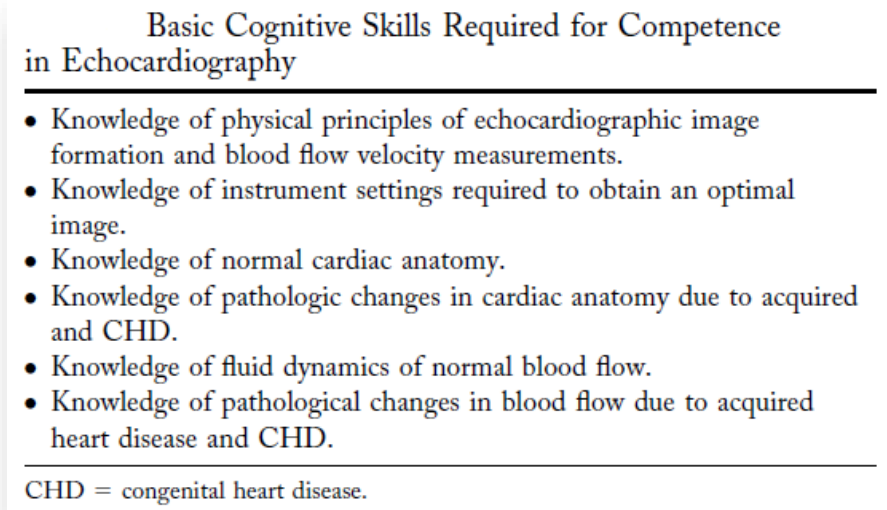 Basic Cognitive Skills Required for Competence
in Echocardiography
• Knowledge of physical principles of echocardiographic image
formation and blood flow velocity measurements.
• Knowledge of instrument settings required to obtain an optimal
image.
• Knowledge of normal cardiac anatomy.
• Knowledge of pathologic changes in cardiac anatomy due to acquired
and CHD.
• Knowledge of fluid dynamics of normal blood flow.
• Knowledge of pathological changes in blood flow due to acquired
heart disease and CHD.
CHD = congenital heart disease.